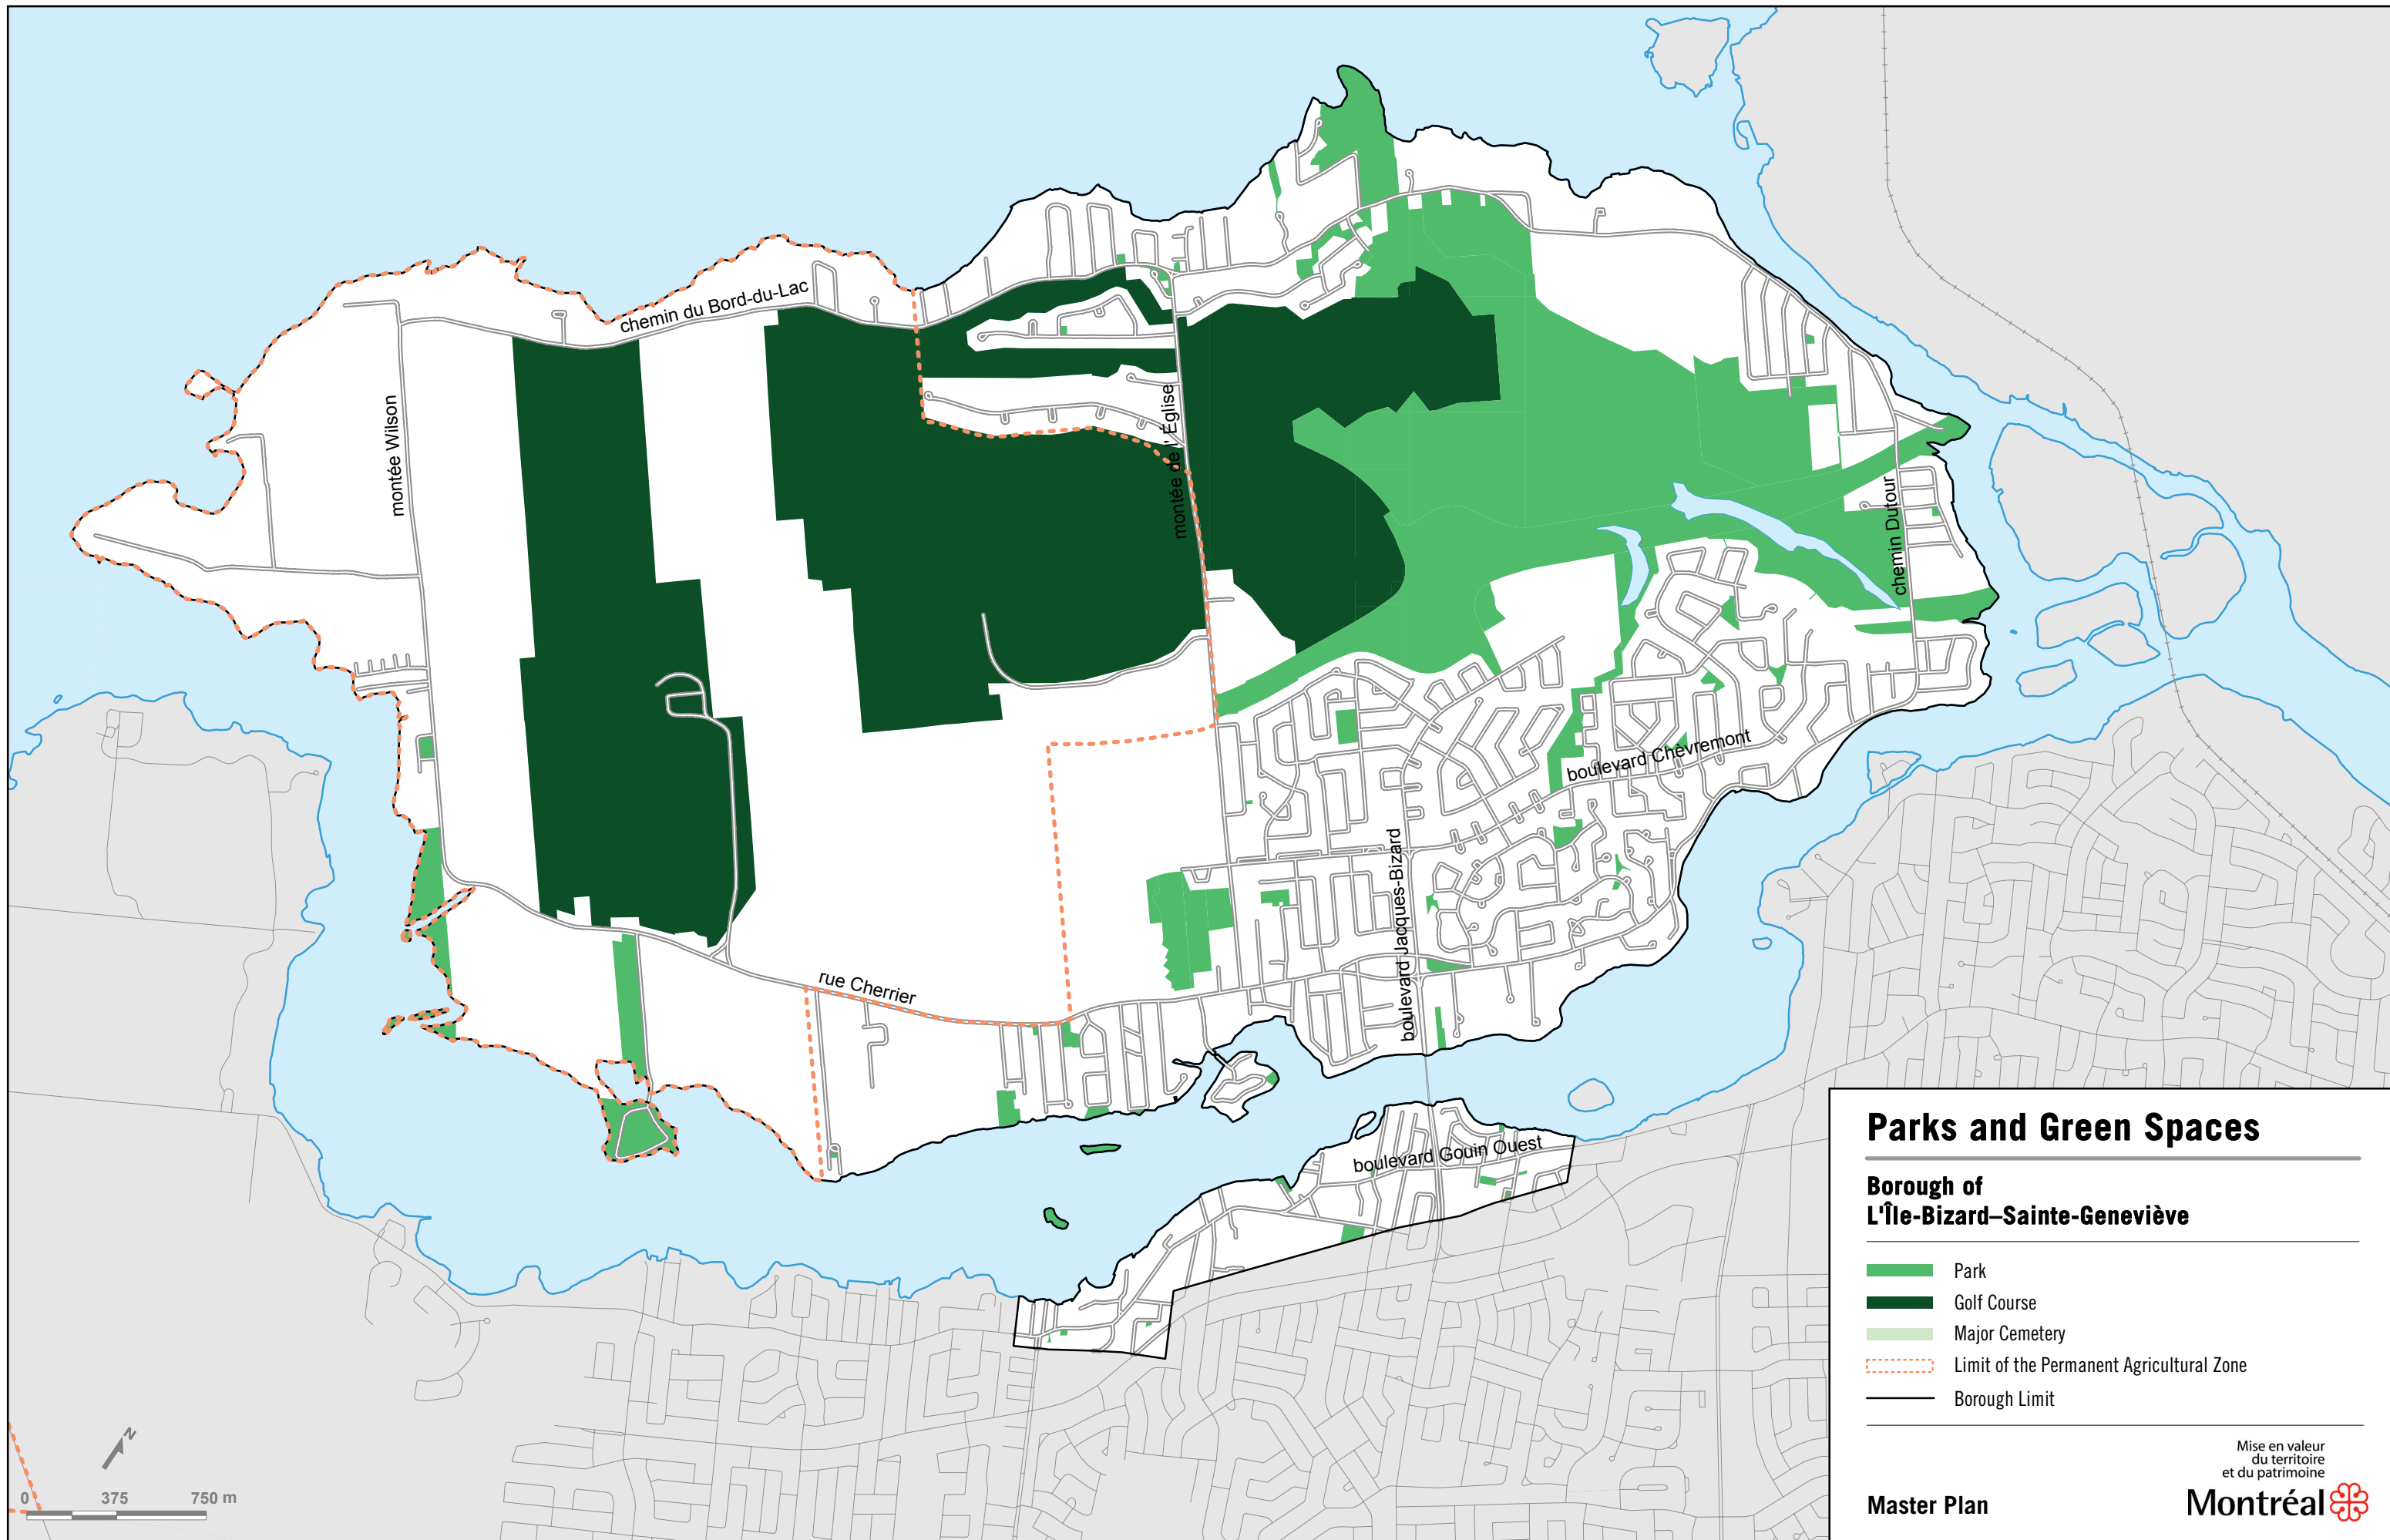 chemin du Bord-du-Lac
montée Wilson
montée de l' Église
chemin Dutour
boulevard Chevremont
boulevard Jacques-Bizard
rue Cherrier
boulevard Gouin Ouest
N
0 375 750 m
Parks and Green Spaces
Borough of
L'Île-Bizard–Sainte-Geneviève
Park
Golf Course
Major Cemetery
Limit of the Permanent Agricultural Zone
Borough Limit
Mise en valeur
du territoire
et du patrimoine
Master Plan
Montréal